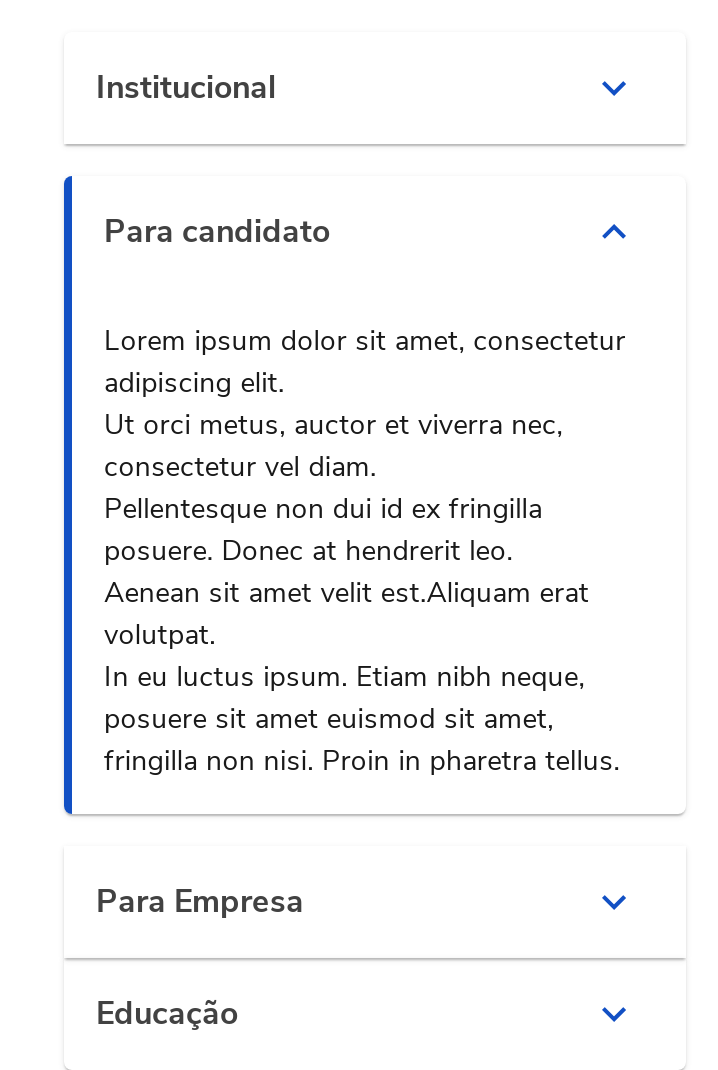 Institucional
Para candidato
Lorem ipsum dolor sit amet, consectetur
adipiscing elit.
Ut orci metus, auctor et viverra nec,
consectetur vel diam.
Pellentesque non dui id ex fringilla
posuere. Donec at hendrerit leo.
Aenean sit amet velit est.Aliquam erat
volutpat.
In eu luctus ipsum. Etiam nibh neque,
posuere sit amet euismod sit amet,
fringilla non nisi. Proin in pharetra tellus.
Para Empresa
Educação